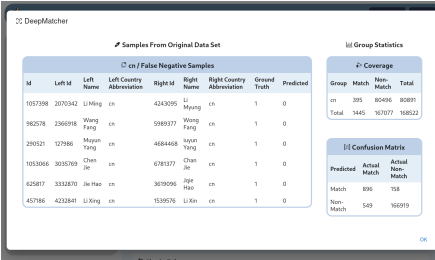 DeepMatcher
Samples From Original Data Set
cn / False Negative Samples
Id Left Id Left Name Left Country Abbreviation Right Id Right Name Right Country Abbreviation Ground Truth Predicted
1057398 2070342 Li Ming cn 4243095 Li Myung cn 1 0
982578 2366918 Wang Fang cn 5989377 Wong Fang cn 1 0
290521 127986 Muyun Yang cn 4684468 iuyun Yang cn 1 0
1053066 3035769 Chen Jie cn 6781377 Chan Jie cn 1 0
625817 3332870 Jie Hao cn 3619096 Jqie Hao cn 1 0
457186 4232841 Li Xing cn 1539576 Li Xin cn 1 0
Group Statistics
Coverage
Group Match Non-Match Total
cn 395 80496 80891
Total 1445 167077 168522
Confusion Matrix
Predicted Actual Match Actual Non-Match
Match 896 158
Non-Match 549 166919
OK